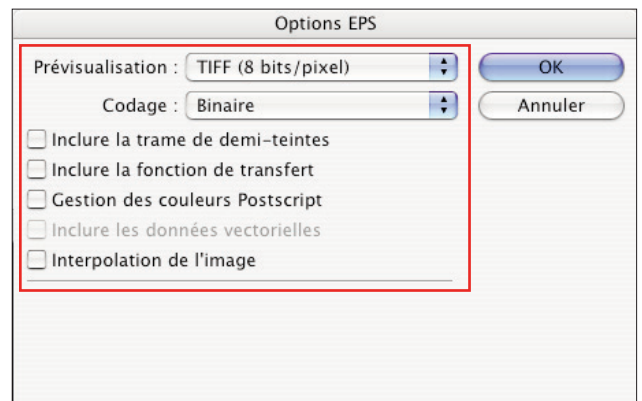 Options EPS
Prévisualisation : TIFF (8 bits/pixel) OK
Codage : Binaire Annuler
Inclure la trame de demi-teintes
Inclure la fonction de transfert
Gestion des couleurs Postscript
Inclure les données vectorielles
Interpolation de l'image